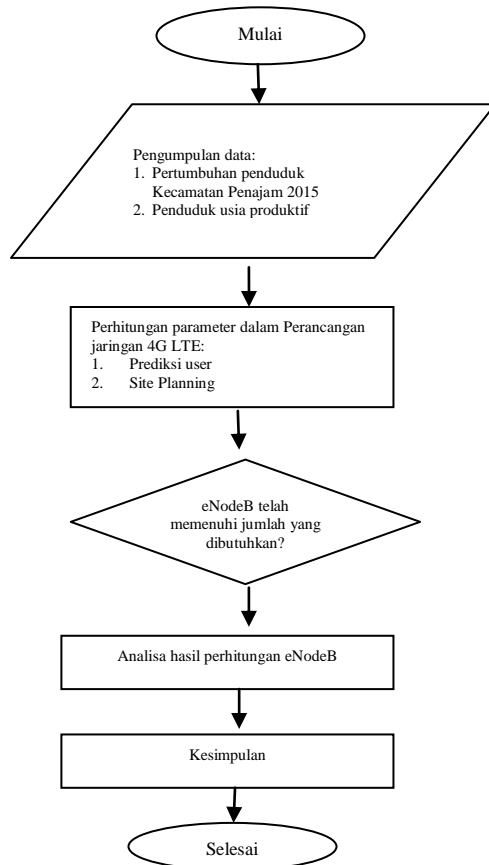 Mulai
Pengumpulan data:
1. Pertumbuhan penduduk
Kecamatan Penajam 2015
2. Penduduk usia produktif
Perhitungan parameter dalam Perancangan
jaringan 4G LTE:
1. Prediksi user
2. Site Planning
eNodeB telah
memenuhi jumlah yang
dibutuhkan?
Analisa hasil perhitungan eNodeB
Kesimpulan
Selesai